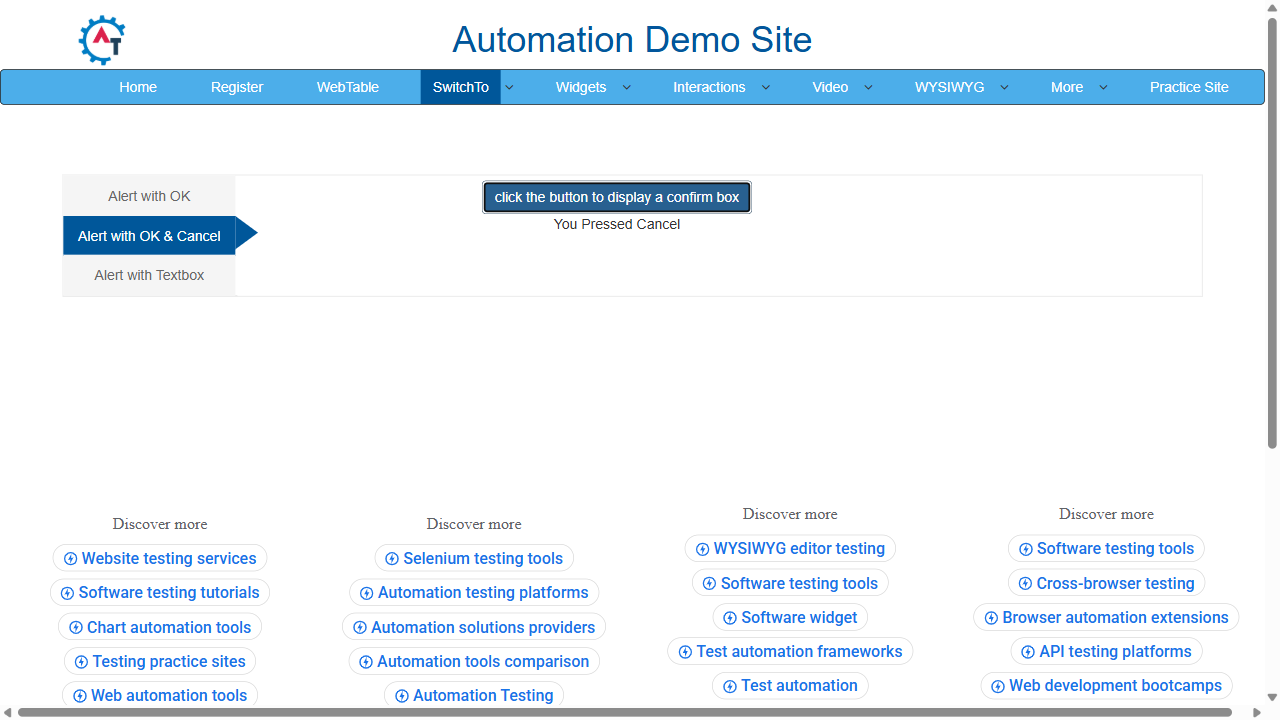 Automation Demo Site
Home Register WebTable SwitchTo Widgets Interactions Video WYSIWYG More Practice Site
Alert with OK
Alert with OK & Cancel
Alert with Textbox
click the button to display a confirm box
You Pressed Cancel
Discover more
Website testing services
Software testing tutorials
Chart automation tools
Testing practice sites
Web automation tools
Discover more
Selenium testing tools
Automation testing platforms
Automation solutions providers
Automation tools comparison
Automation Testing
Discover more
WYSIWYG editor testing
Software testing tools
Software widget
Test automation frameworks
Test automation
Discover more
Software testing tools
Cross-browser testing
Browser automation extensions
API testing platforms
Web development bootcamps